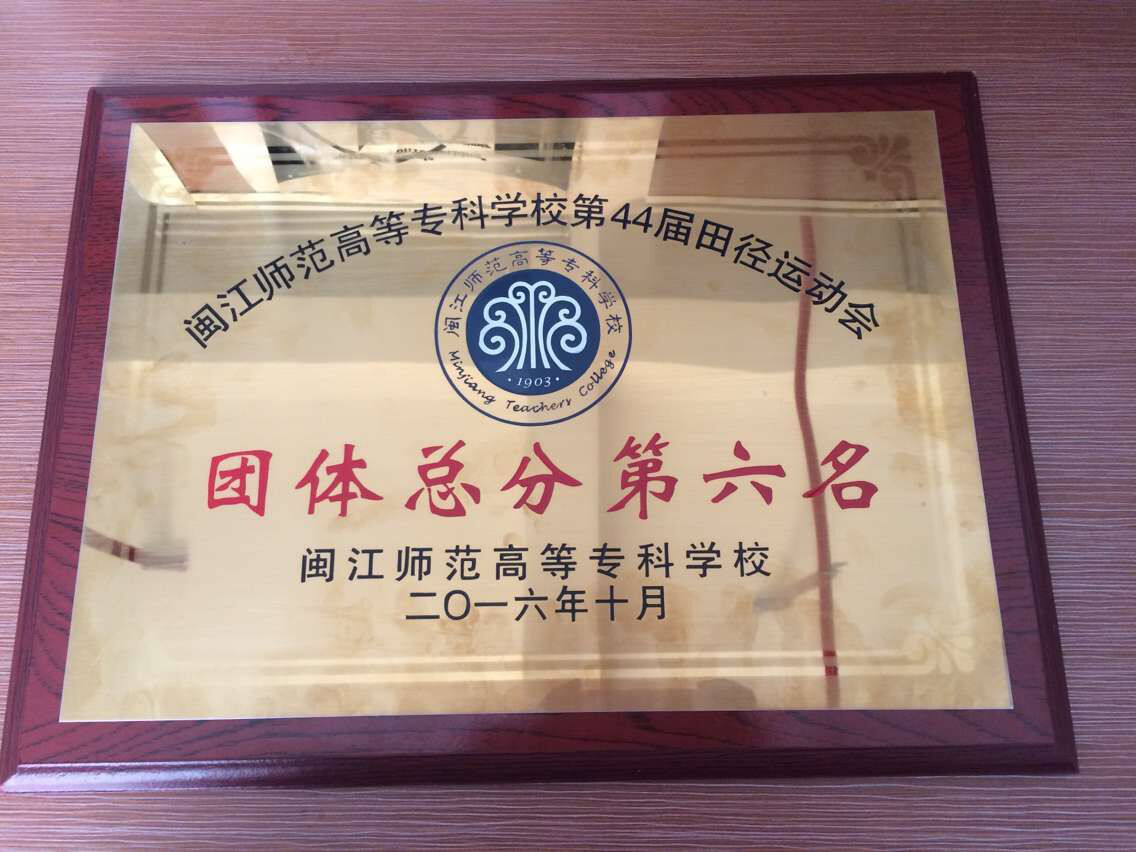 闽江师范高等专科学校第44届田径运动会
闽江师范高等专科学校
·1903·
Minjiang Teachers College
团体总分第六名
闽江师范高等专科学校
二〇一六年十月